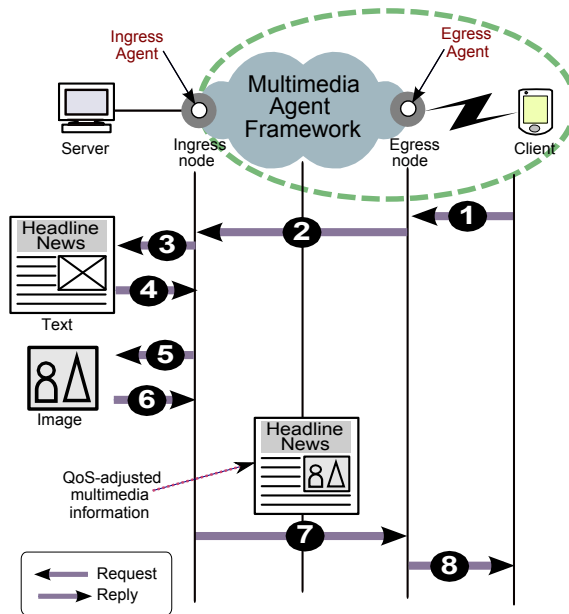 Ingress
Agent
Egress
Agent
Multimedia
Agent
Framework
Server
Ingress
node
Egress
node
Client
1
2
3
Headline
News
4
Text
5
6
Image
Headline
News
QoS-adjusted
multimedia
information
7
8
Request
Reply